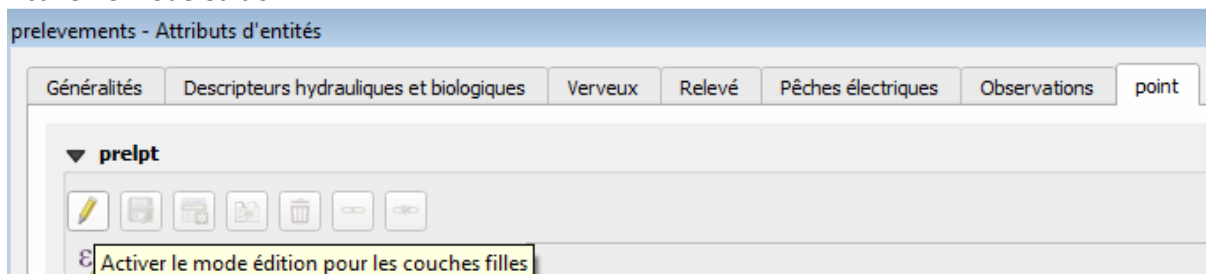 prelevements - Attributs d'entités
Généralités Descripteurs hydrauliques et biologiques Verveux Relevé Pêches électriques Observations point
prelpt
ε
Activer le mode édition pour les couches filles